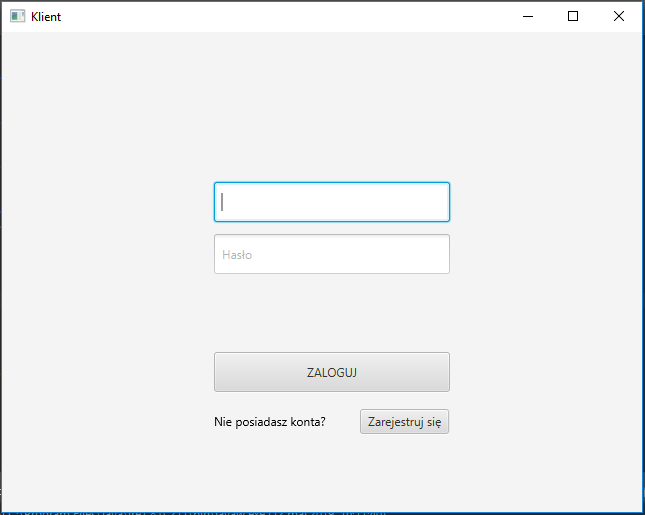 Klient
Hasło
ZALOGUJ
Nie posiadasz konta?
Zarejestruj się